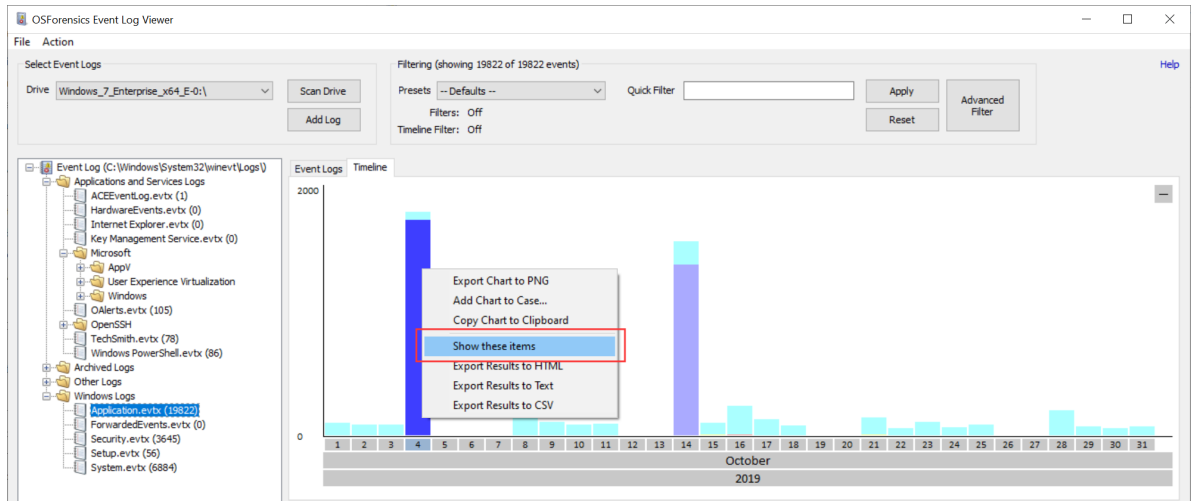 OSForensics Event Log Viewer
File Action
Select Event Logs
Drive Windows_7_Enterprise_x64_E-0:\ Scan Drive
Add Log
Filtering (showing 19822 of 19822 events)
Presets -- Defaults -- Quick Filter Apply Advanced Filter
Filters: Off
Timeline Filter: Off Reset
Help
Event Log (C:\Windows\System32\winevt\Logs\)
Applications and Services Logs
ACEEventLog.evtx (1)
HardwareEvents.evtx (0)
Internet Explorer.evtx (0)
Key Management Service.evtx (0)
Microsoft
AppV
User Experience Virtualization
Windows
OAlerts.evtx (105)
OpenSSH
TechSmith.evtx (78)
Windows PowerShell.evtx (86)
Archived Logs
Other Logs
Windows Logs
Application.evtx (19822)
ForwardedEvents.evtx (0)
Security.evtx (3645)
Setup.evtx (56)
System.evtx (6884)
Event Logs Timeline
2000
Export Chart to PNG
Add Chart to Case...
Copy Chart to Clipboard
Show these items
Export Results to HTML
Export Results to Text
Export Results to CSV
0
1 2 3 4 5 6 7 8 9 10 11 12 13 14 15 16 17 18 19 20 21 22 23 24 25 26 27 28 29 30 31
October
2019